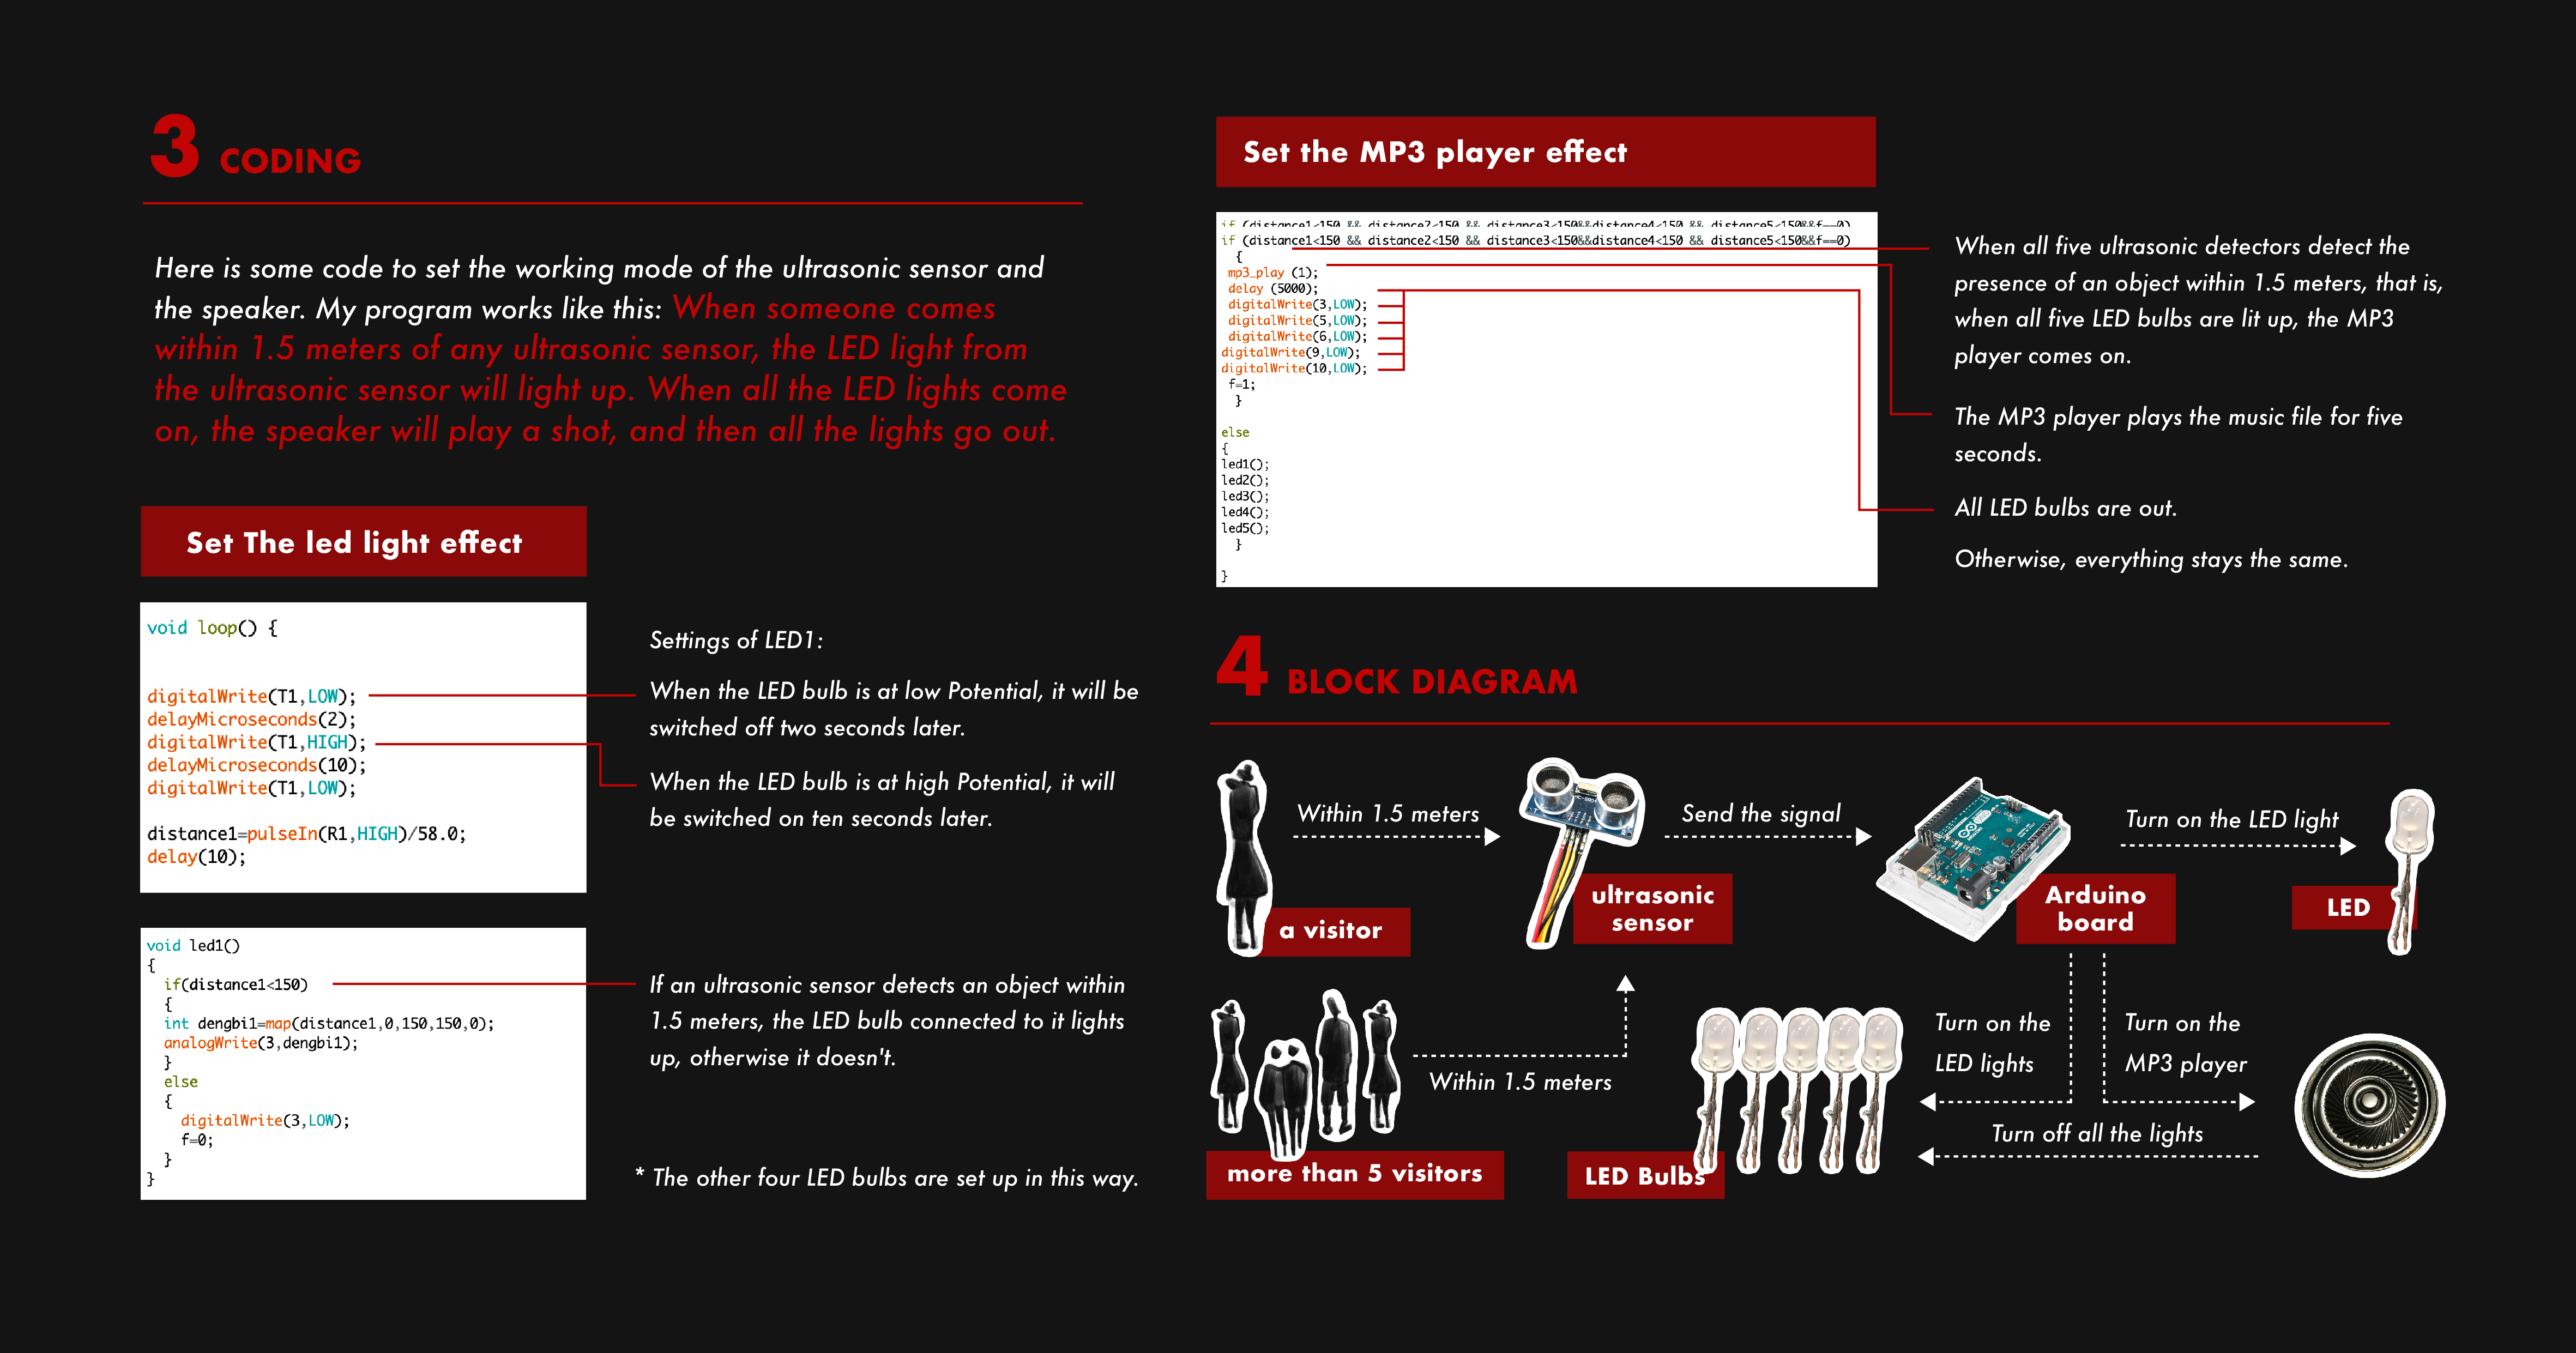 3 CODING
Here is some code to set the working mode of the ultrasonic sensor and
the speaker. My program works like this: When someone comes
within 1.5 meters of any ultrasonic sensor, the LED light from
the ultrasonic sensor will light up. When all the LED lights come
on, the speaker will play a shot, and then all the lights go out.
Set The led light effect
void loop() {
digitalWrite(T1,LOW);
delayMicroseconds(2);
digitalWrite(T1,HIGH);
delayMicroseconds(10);
digitalWrite(T1,LOW);
distance1=pulseIn(R1,HIGH)/58.0;
delay(10);
Settings of LED1:
When the LED bulb is at low Potential, it will be
switched off two seconds later.
When the LED bulb is at high Potential, it will
be switched on ten seconds later.
void led1()
{
if(distance1<150)
{
int dengbi1=map(distance1,0,150,150,0);
analogWrite(3,dengbi1);
}
else
{
digitalWrite(3,LOW);
f=0;
}
}
If an ultrasonic sensor detects an object within
1.5 meters, the LED bulb connected to it lights
up, otherwise it doesn't.
* The other four LED bulbs are set up in this way.
Set the MP3 player effect
if (distance1<150 && distance2<150 && distance3<150&&distance4<150 && distance5<150&&f==0)
if (distance1<150 && distance2<150 && distance3<150&&distance4<150 && distance5<150&&f==0)
{
mp3_play (1);
delay (5000);
digitalWrite(3,LOW);
digitalWrite(5,LOW);
digitalWrite(6,LOW);
digitalWrite(9,LOW);
digitalWrite(10,LOW);
f=1;
}
else
{
led1();
led2();
led3();
led4();
led5();
}
}
When all five ultrasonic detectors detect the
presence of an object within 1.5 meters, that is,
when all five LED bulbs are lit up, the MP3
player comes on.
The MP3 player plays the music file for five
seconds.
All LED bulbs are out.
Otherwise, everything stays the same.
4 BLOCK DIAGRAM
a visitor
Within 1.5 meters
ultrasonic
sensor
Send the signal
Arduino
board
Turn on the LED light
LED
more than 5 visitors
Within 1.5 meters
LED Bulbs
Turn on the
LED lights
Turn on the
MP3 player
Turn off all the lights